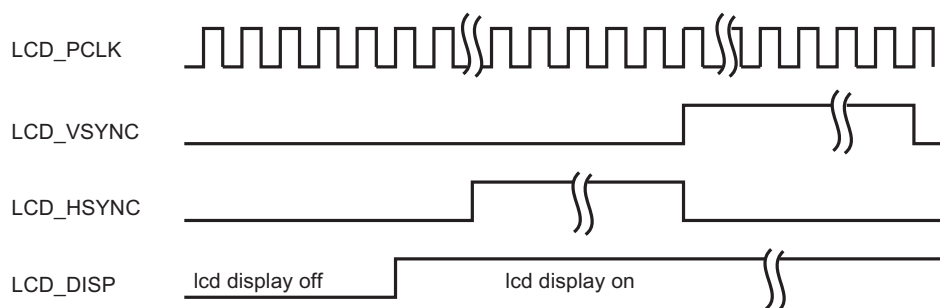 LCD_PCLK
LCD_VSYNC
LCD_HSYNC
LCD_DISP
lcd display off
lcd display on